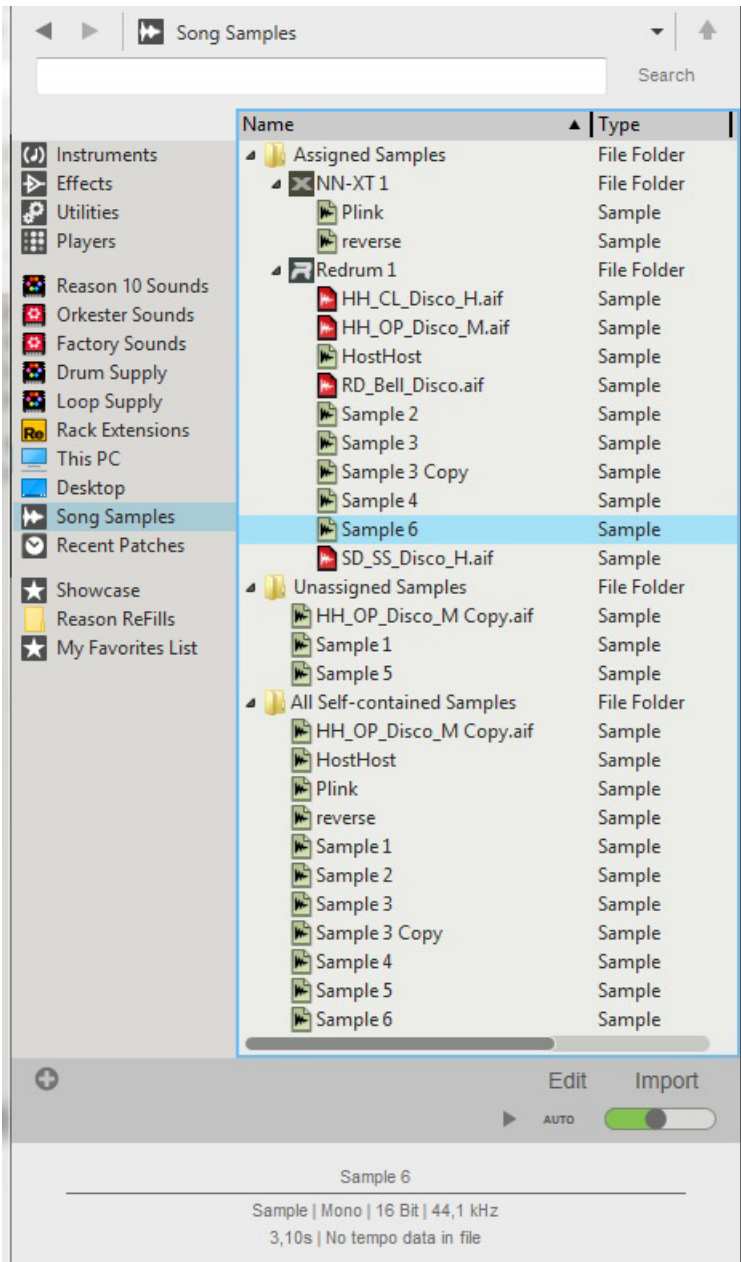 Song Samples
Search
Name Type
Instruments
Effects
Utilities
Players
Reason 10 Sounds
Orkester Sounds
Factory Sounds
Drum Supply
Loop Supply
Re Rack Extensions
This PC
Desktop
Song Samples
Recent Patches
Showcase
Reason ReFills
My Favorites List
Assigned Samples File Folder
NN-XT 1 File Folder
Plink Sample
reverse Sample
Redrum 1 File Folder
HH_CL_Disco_H.aif Sample
HH_OP_Disco_M.aif Sample
HostHost Sample
RD_Bell_Disco.aif Sample
Sample 2 Sample
Sample 3 Sample
Sample 3 Copy Sample
Sample 4 Sample
Sample 6 Sample
SD_SS_Disco_H.aif Sample
Unassigned Samples File Folder
HH_OP_Disco_M Copy.aif Sample
Sample 1 Sample
Sample 5 Sample
All Self-contained Samples File Folder
HH_OP_Disco_M Copy.aif Sample
HostHost Sample
Plink Sample
reverse Sample
Sample 1 Sample
Sample 2 Sample
Sample 3 Sample
Sample 3 Copy Sample
Sample 4 Sample
Sample 5 Sample
Sample 6 Sample
Edit Import
AUTO
Sample 6
Sample | Mono | 16 Bit | 44,1 kHz
3,10s | No tempo data in file